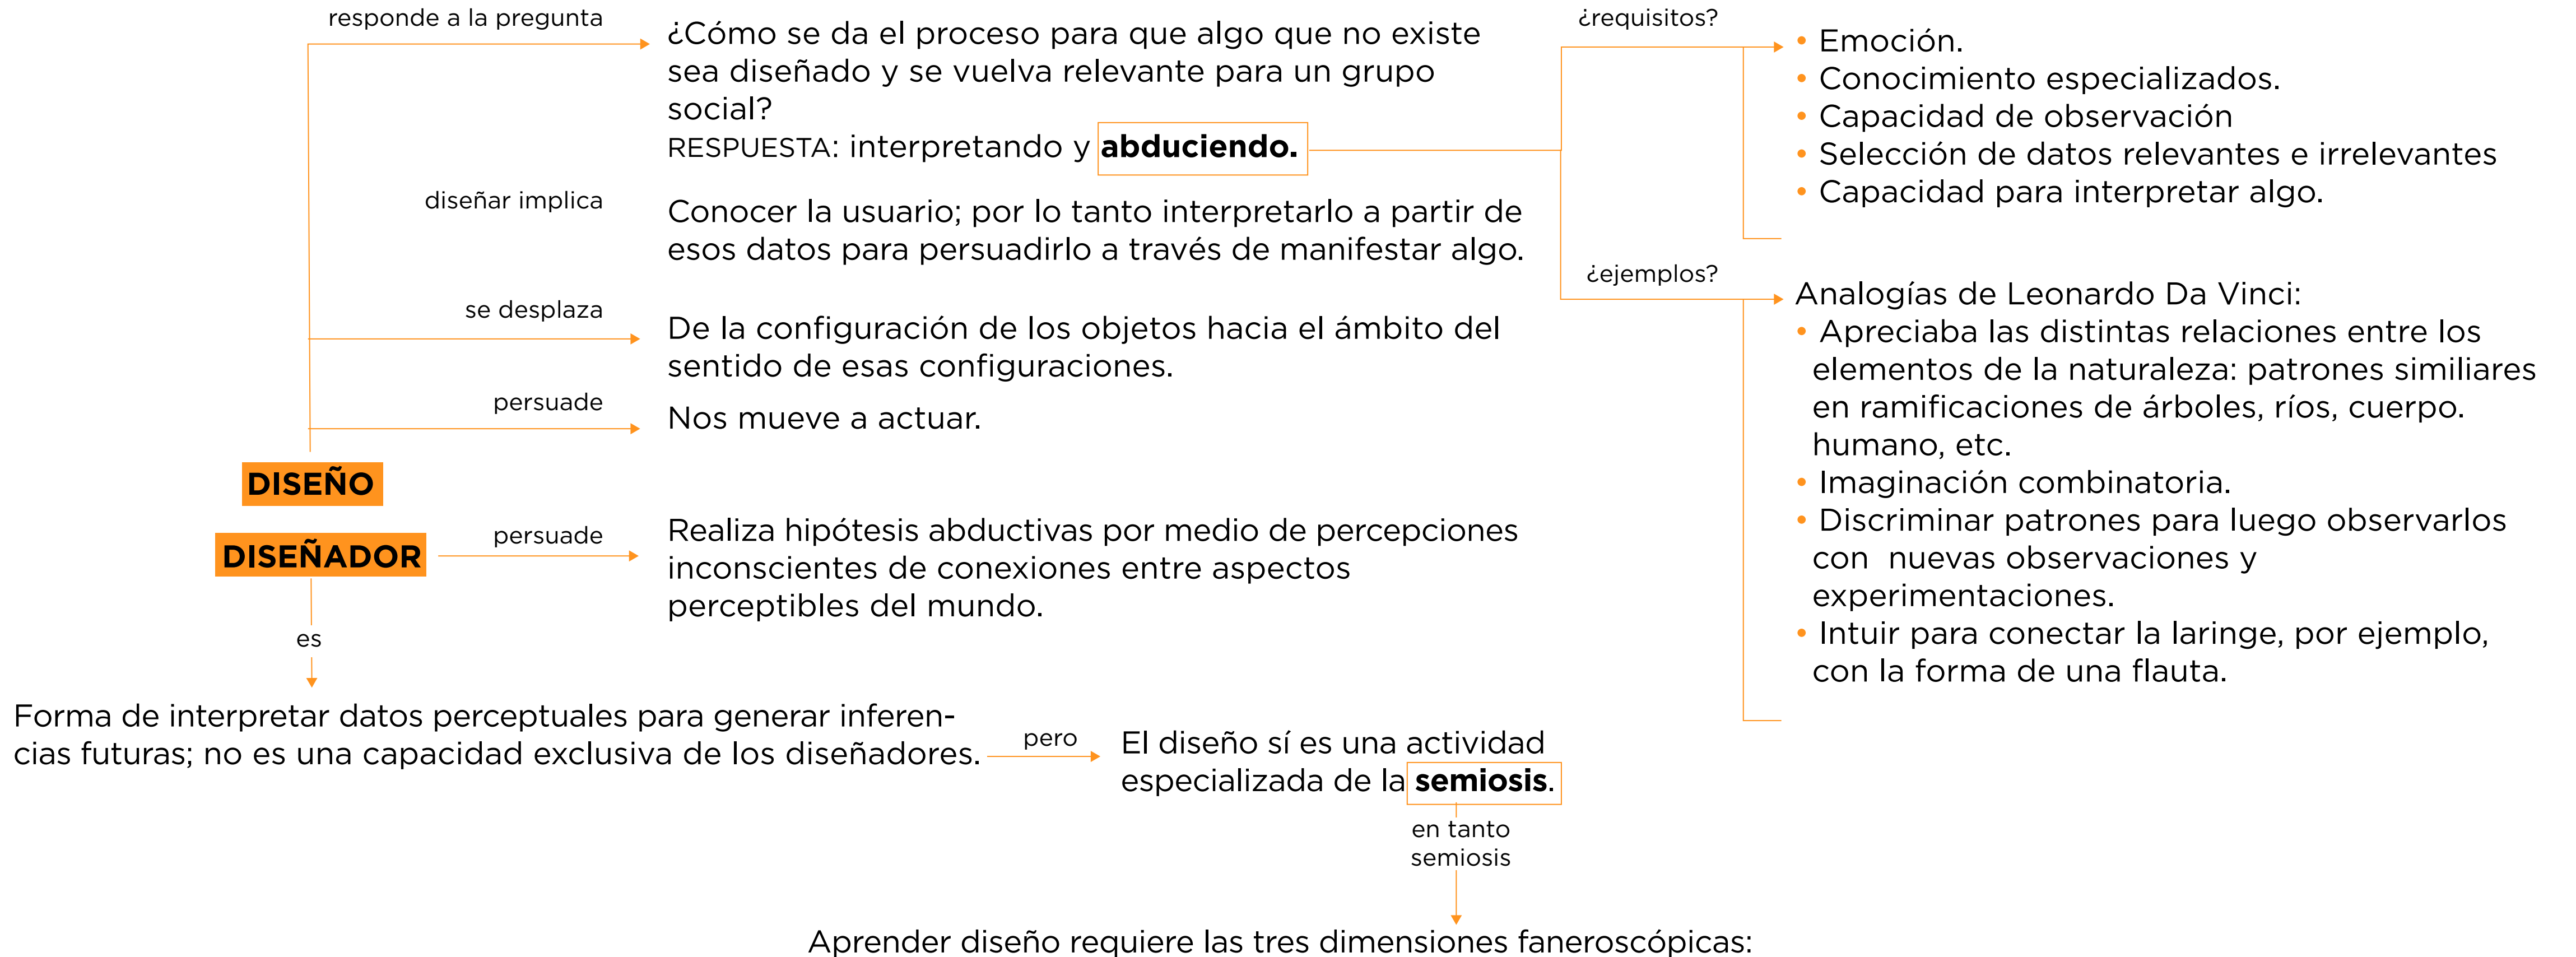 responde a la pregunta
¿Cómo se da el proceso para que algo que no existe
sea diseñado y se vuelva relevante para un grupo
social?
RESPUESTA: interpretando y abduciendo.
¿requisitos?
• Emoción.
• Conocimiento especializados.
• Capacidad de observación
• Selección de datos relevantes e irrelevantes
• Capacidad para interpretar algo.
diseñar implica
Conocer la usuario; por lo tanto interpretarlo a partir de
esos datos para persuadirlo a través de manifestar algo.
¿ejemplos?
Analogías de Leonardo Da Vinci:
• Apreciaba las distintas relaciones entre los
elementos de la naturaleza: patrones similiares
en ramificaciones de árboles, ríos, cuerpo.
humano, etc.
• Imaginación combinatoria.
• Discriminar patrones para luego observarlos
con nuevas observaciones y
experimentaciones.
• Intuir para conectar la laringe, por ejemplo,
con la forma de una flauta.
se desplaza
De la configuración de los objetos hacia el ámbito del
sentido de esas configuraciones.
persuade
Nos mueve a actuar.
DISEÑO
DISEÑADOR
persuade
Realiza hipótesis abductivas por medio de percepciones
inconscientes de conexiones entre aspectos
perceptibles del mundo.
es
Forma de interpretar datos perceptuales para generar inferen-
cias futuras; no es una capacidad exclusiva de los diseñadores.
pero
El diseño sí es una actividad
especializada de la semiosis.
en tanto
semiosis
Aprender diseño requiere las tres dimensiones faneroscópicas: